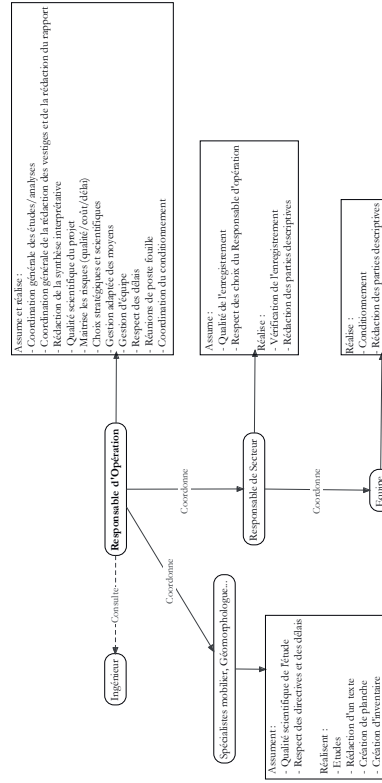 Assume et réalise :
- Coordination générale des études/analyses
- Coordination générale de la rédaction des vestiges et de la rédaction du rapport
- Rédaction de la synthèse interprétative
- Qualité scientifique du projet
- Maîtrise les risques (qualité/coût/délai)
- Choix stratégiques et scientifiques
- Gestion adaptée des moyens
- Gestion d'équipe
- Respect des délais
- Réunions de poste fouille
- Coordination du conditionnement
Ingénieur
Consulte
Responsable d'Opération
Coordonne
Coordonne
Assume :
- Qualité de l'enregistrement
- Respect des choix du Responsable d'opération
Réalise :
- Vérification de l'enregistrement
- Rédaction des parties descriptives
Spécialistes mobilier, Géomorphologue...
Responsable de Secteur
Coordonne
Assument :
- Qualité scientifique de l'étude
- Respect des directives et des délais
Réalisent :
- Etudes
- Rédaction d'un texte
- Création de planche
- Création d'inventaire
Equipe
Réalise :
- Conditionnement
- Rédaction des parties descriptives